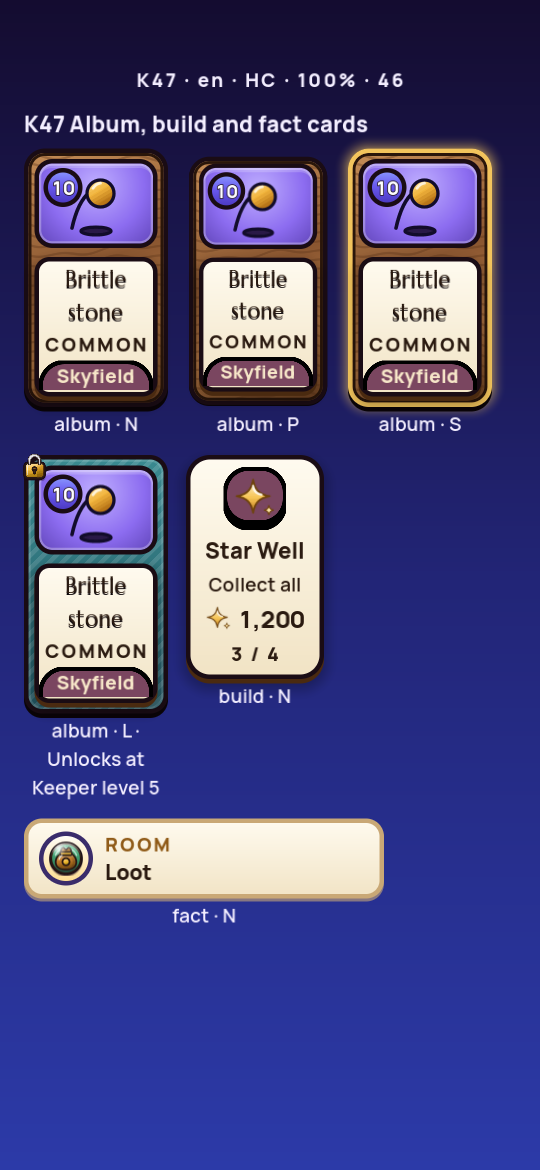 K47 · en · HC · 100% · 46
K47 Album, build and fact cards
10
Brittle
stone
COMMON
Skyfield
album · N
10
Brittle
stone
COMMON
Skyfield
album · P
10
Brittle
stone
COMMON
Skyfield
album · S
10
Brittle
stone
COMMON
Skyfield
album · L ·
Unlocks at
Keeper level 5
Star Well
Collect all
1,200
3 / 4
build · N
ROOM
Loot
fact · N